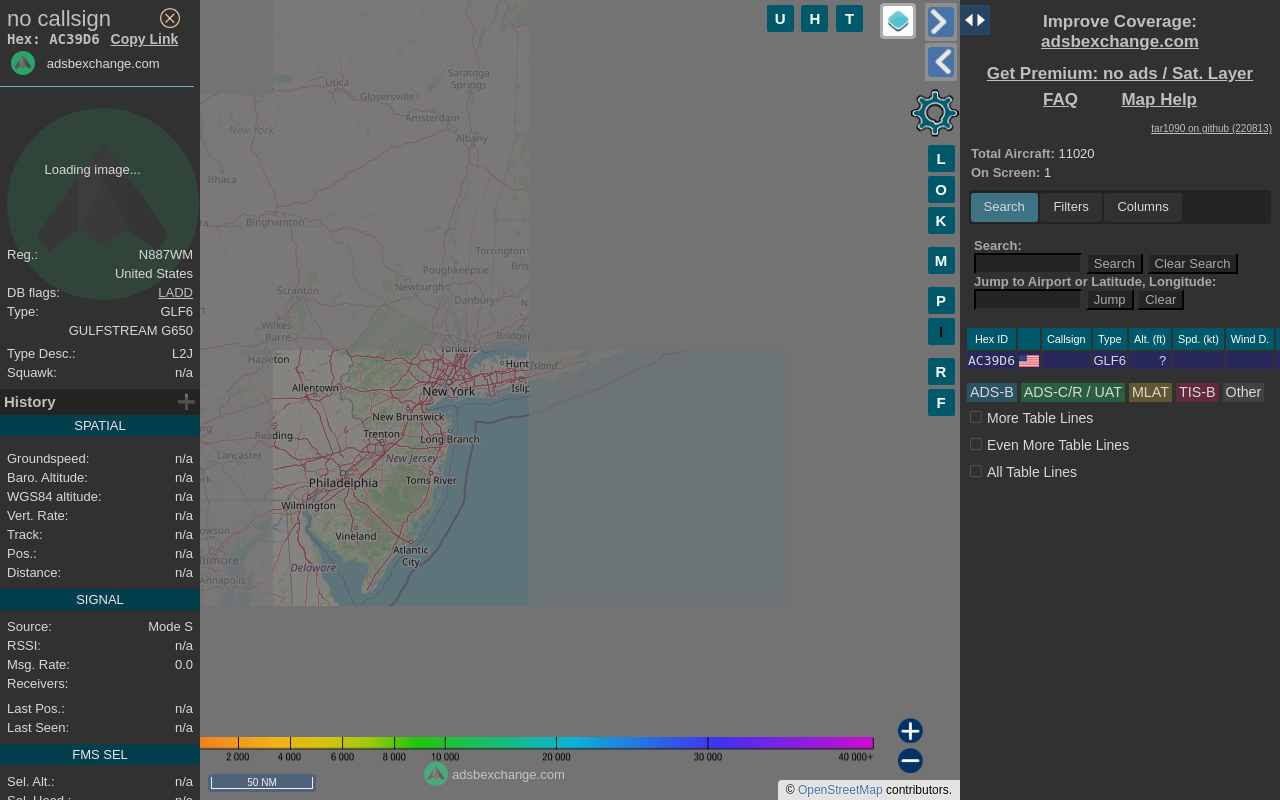 no callsign
Hex: AC39D6 Copy Link
adsbexchange.com
Loading image...
Reg.: N887WM
United States
DB flags: LADD
Type: GLF6
GULFSTREAM G650
Type Desc.: L2J
Squawk: n/a
History
SPATIAL
Groundspeed: n/a
Baro. Altitude: n/a
WGS84 altitude: n/a
Vert. Rate: n/a
Track: n/a
Pos.: n/a
Distance: n/a
SIGNAL
Source: Mode S
RSSI: n/a
Msg. Rate: 0.0
Receivers:
Last Pos.: n/a
Last Seen: n/a
FMS SEL
Sel. Alt.: n/a
Sel. Head.: n/a
U H T
Utica
Saratoga
Springs
Gloversville
Amsterdam
New York
Albany
Ithaca
Binghamton
Torrington
Poughkeepsie
Newburgh
Scranton
Danbury
Wilkes-
Barre
Bridge
Hazleton
Yonkers
Hunt
Island
Allentown
New York
Islip
New Brunswick
Reading
Trenton
Long Branch
Lancaster
New Jersey
Philadelphia
Toms River
Wilmington
Vineland
Atlantic
City
Delaware
Annapolis
L
O
K
M
P
I
R
F
2 000 4 000 6 000 8 000 10 000 20 000 30 000 40 000+
50 NM
adsbexchange.com
© OpenStreetMap contributors.
Improve Coverage:
adsbexchange.com
Get Premium: no ads / Sat. Layer
FAQ Map Help
tar1090 on github (220813)
Total Aircraft: 11020
On Screen: 1
Search Filters Columns
Search:
Search Clear Search
Jump to Airport or Latitude, Longitude:
Jump Clear
Hex ID Callsign Type Alt. (ft) Spd. (kt) Wind D.
AC39D6 GLF6 ?
ADS-B ADS-C/R / UAT MLAT TIS-B Other
More Table Lines
Even More Table Lines
All Table Lines